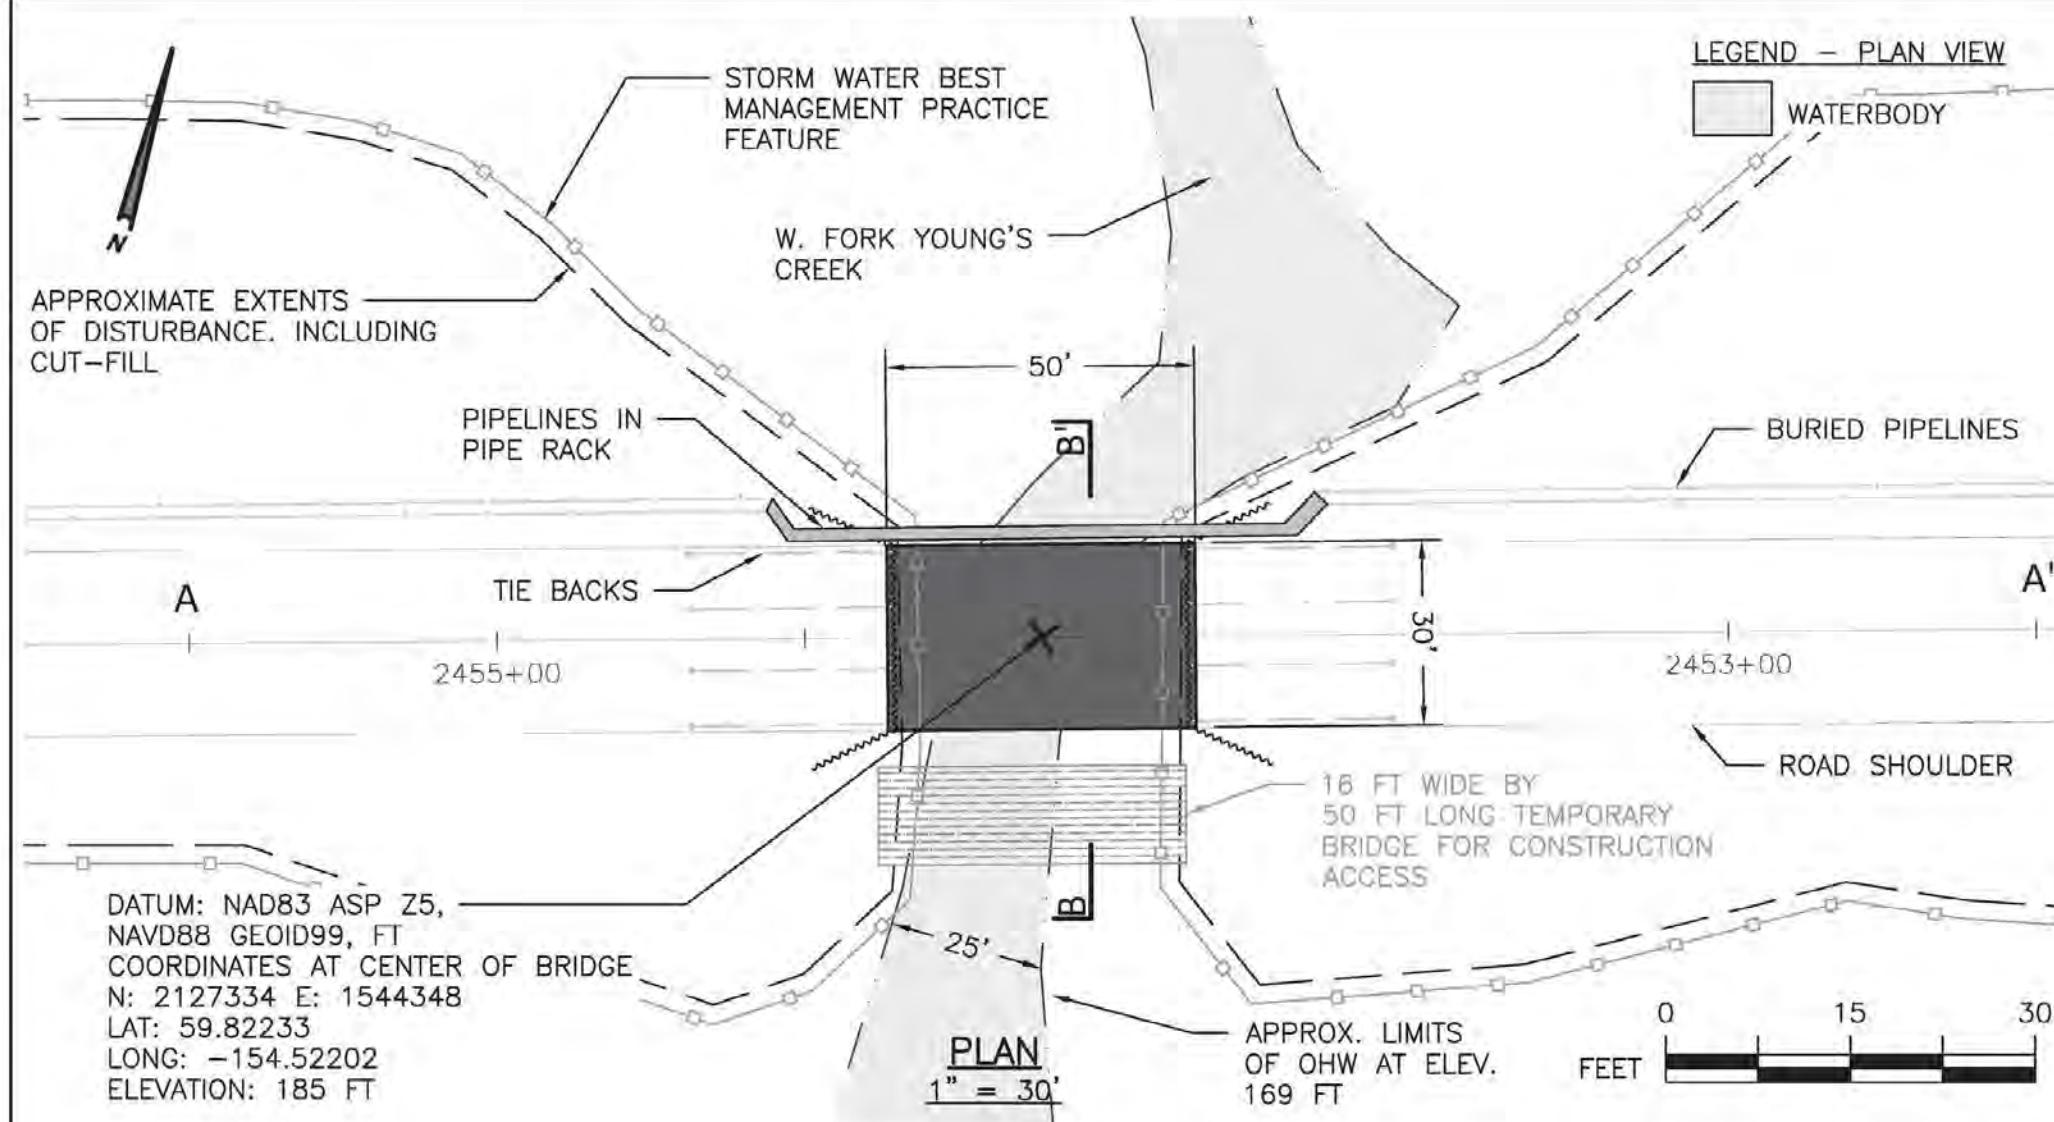 LEGEND – PLAN VIEW
WATERBODY
STORM WATER BEST
MANAGEMENT PRACTICE
FEATURE
N
W. FORK YOUNG'S
CREEK
APPROXIMATE EXTENTS
OF DISTURBANCE. INCLUDING
CUT–FILL
50'
PIPELINES IN
PIPE RACK
B'
BURIED PIPELINES
TIE BACKS
A
A'
30'
2455+00
2453+00
ROAD SHOULDER
16 FT WIDE BY
50 FT LONG TEMPORARY
BRIDGE FOR CONSTRUCTION
ACCESS
B
25'
DATUM: NAD83 ASP Z5,
NAVD88 GEOID99, FT
COORDINATES AT CENTER OF BRIDGE
N: 2127334 E: 1544348
LAT: 59.82233
LONG: –154.52202
ELEVATION: 185 FT
PLAN
1" = 30'
APPROX. LIMITS
OF OHW AT ELEV.
169 FT
0 15 30
FEET